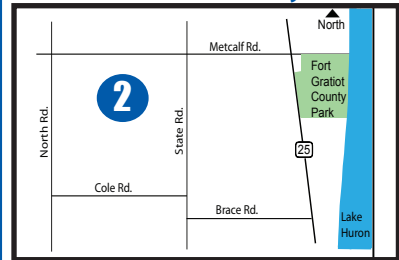 North
Metcalf Rd.
Fort
Gratiot
County
Park
2
North Rd.
State Rd.
25
Cole Rd.
Brace Rd.
Lake
Huron